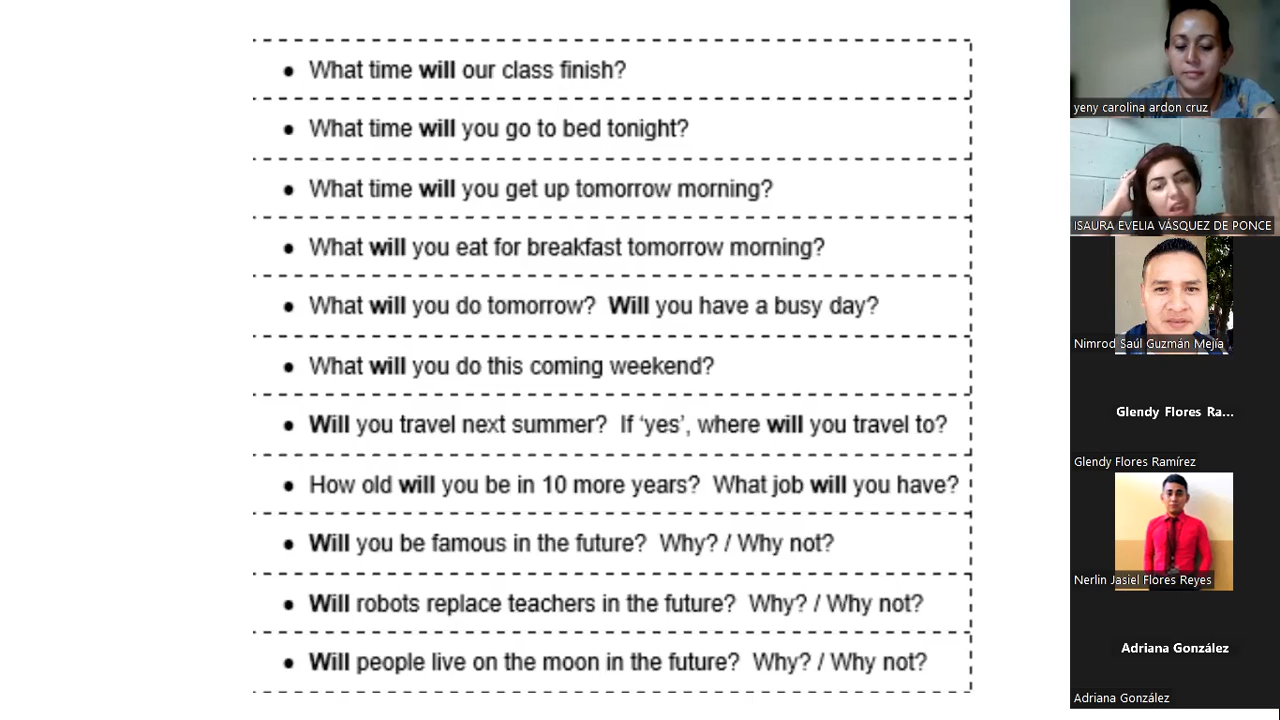 • What time will our class finish?
• What time will you go to bed tonight?
• What time will you get up tomorrow morning?
• What will you eat for breakfast tomorrow morning?
• What will you do tomorrow? Will you have a busy day?
• What will you do this coming weekend?
• Will you travel next summer? If ‘yes’, where will you travel to?
• How old will you be in 10 more years? What job will you have?
• Will you be famous in the future? Why? / Why not?
• Will robots replace teachers in the future? Why? / Why not?
• Will people live on the moon in the future? Why? / Why not?
yeny carolina ardon cruz
ISAURA EVELIA VÁSQUEZ DE PONCE
Nimrod Saúl Guzmán Mejía
Glendy Flores Ra...
Glendy Flores Ramírez
Nerlin Jasiel Flores Reyes
Adriana González
Adriana González